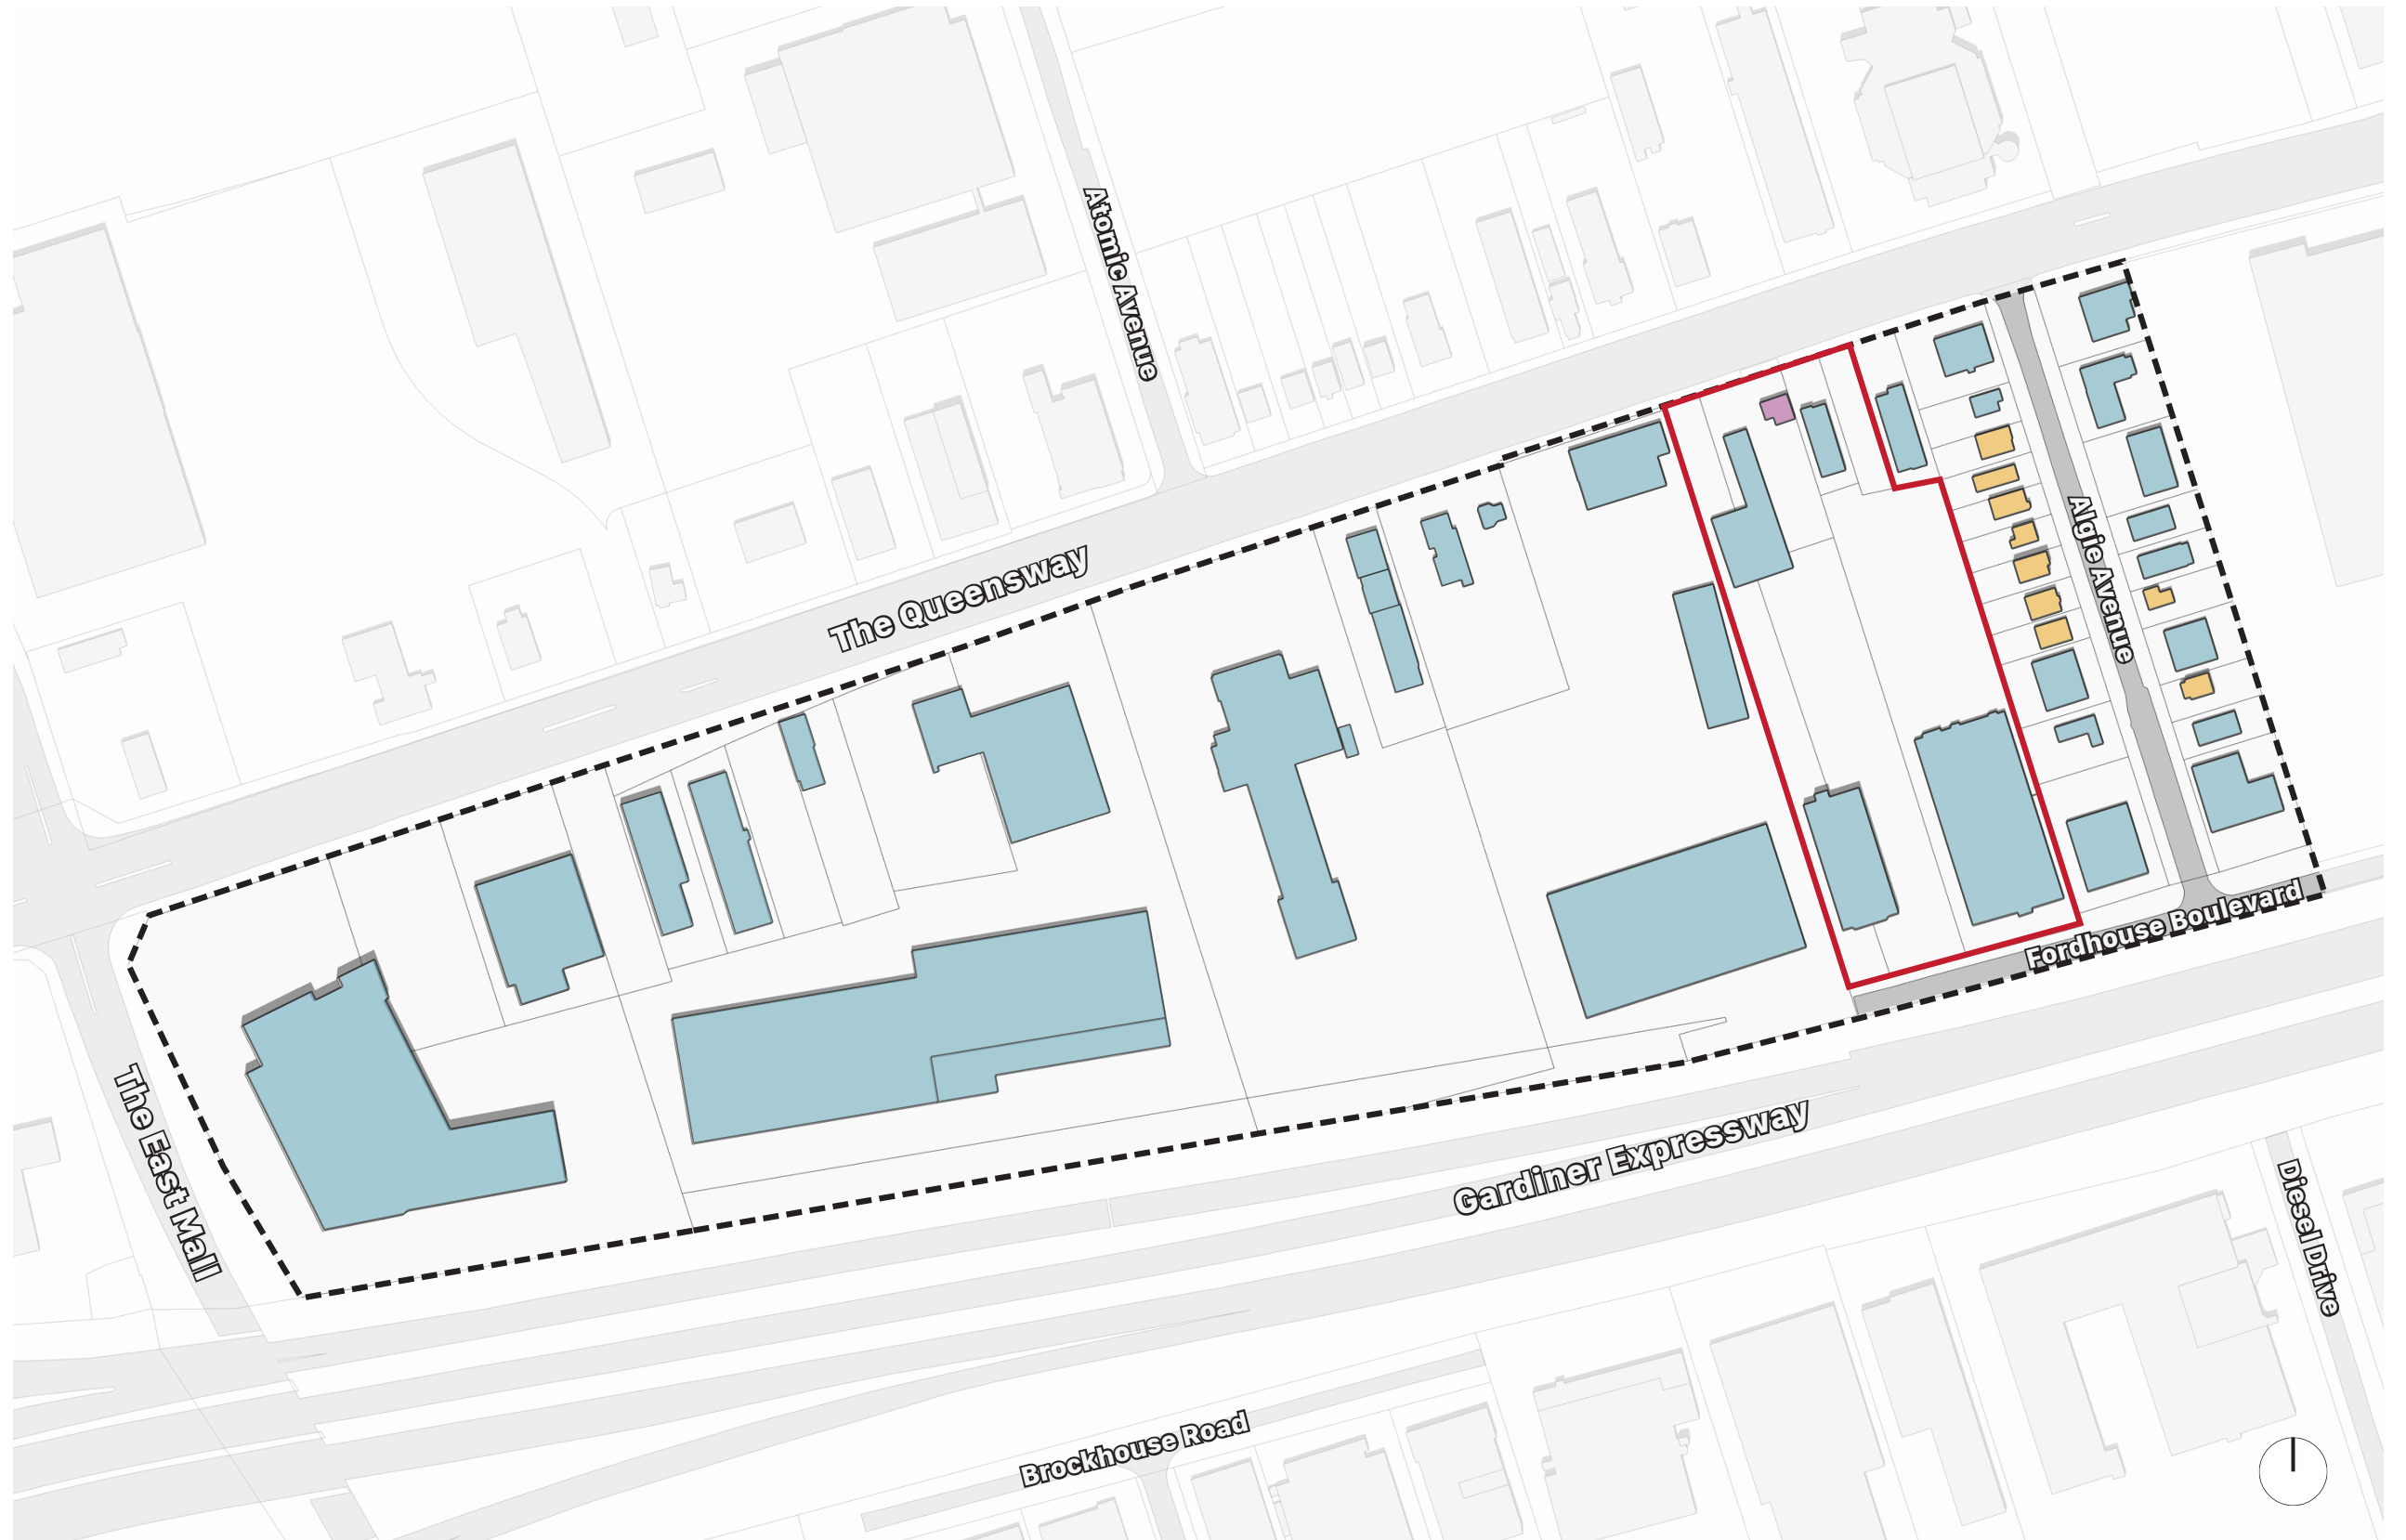 Atomic Avenue
The Queensway
Algie Avenue
Fordhouse Boulevard
The East Mall
Gardiner Expressway
Diesel Drive
Brockhouse Road